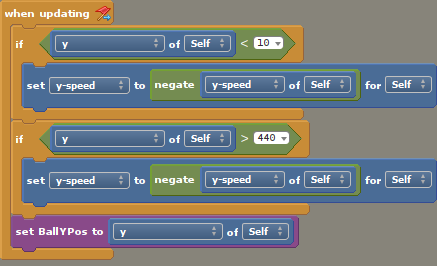 when updating
if y of Self < 10
set y-speed to negate y-speed of Self for Self
if y of Self > 440
set y-speed to negate y-speed of Self for Self
set BallYPos to y of Self